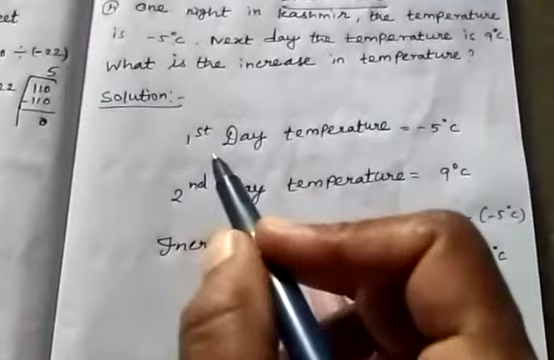 One night in Kashmir, the temperature
is -5°C. Next day the temperature is 9°C.
What is the increase in temperature?
Solution:-
1st Day temperature = -5°C
2nd temperature = 9°C
- (-5°C)
°C
÷ (-22)
5
110
-110
0